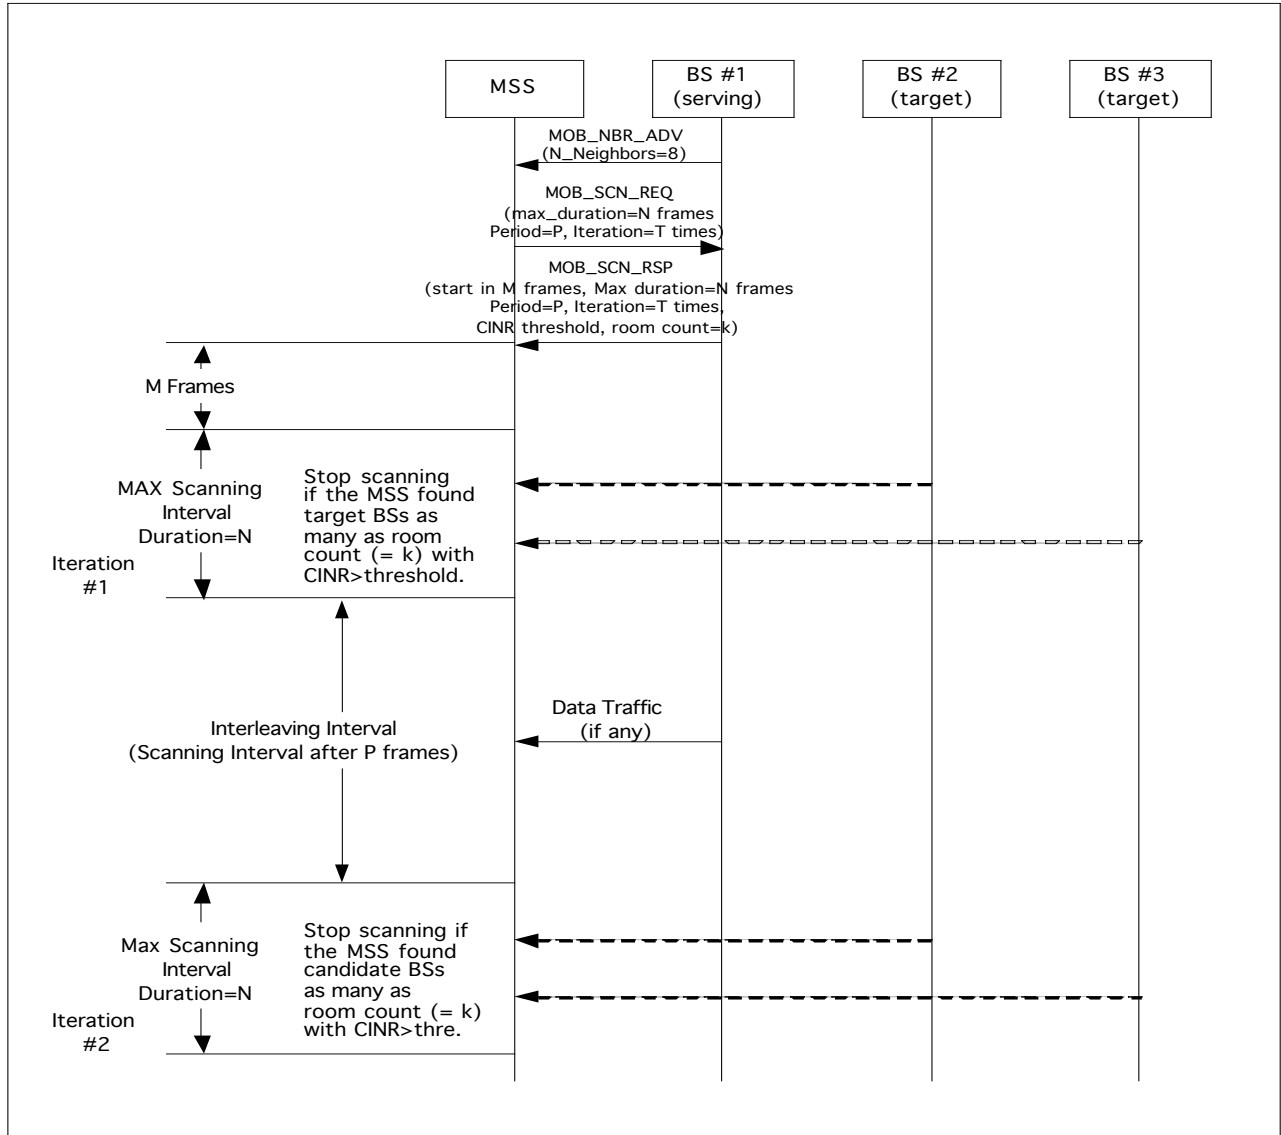 MSS
BS #1
(serving)
BS #2
(target)
BS #3
(target)
MOB_NBR_ADV
(N_Neighbors=8)
MOB_SCN_REQ
(max_duration=N frames
Period=P, Iteration=T times)
MOB_SCN_RSP
(start in M frames, Max duration=N frames
Period=P, Iteration=T times,
CINR threshold, room count=k)
M Frames
MAX Scanning
Interval
Duration=N
Stop scanning
if the MSS found
target BSs as
many as room
count (= k) with
CINR>threshold.
Iteration
#1
Interleaving Interval
(Scanning Interval after P frames)
Data Traffic
(if any)
Max Scanning
Interval
Duration=N
Stop scanning if
the MSS found
candidate BSs
as many as
room count (= k)
with CINR>thre.
Iteration
#2